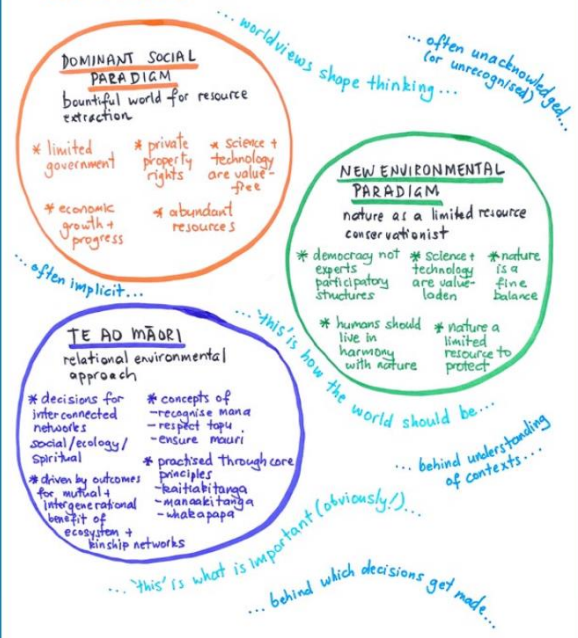 ...worldviews shape thinking...
...often unacknowledged
(or unrecognised)...
DOMINANT SOCIAL
PARADIGM
bountiful world for resource
extraction
* limited
government
* private
property
rights
* science +
technology
are value-
free
* economic
growth +
progress
* abundant
resources
NEW ENVIRONMENTAL
PARADIGM
nature as a limited resource
conservationist
* democracy not
experts
participatory
structures
* science +
technology
are value-
laden
* nature
is a
fine
balance
* humans should
live in
harmony
with nature
* nature a
limited
resource to
protect
...often implicit...
...'this' is how the world should be...
TE AO MĀORI
relational environmental
approach
* decisions for
interconnected
networks
social/ecology/
spiritual
* driven by outcomes
for mutual +
intergenerational
benefit of
ecosystem +
kinship networks
* concepts of
- recognise mana
- respect tapu
- ensure mauri
* practised through core
principles
- kaitiakitanga
- manaakitanga
- whakapapa
...behind understanding
of contexts...
...'this' is what is important (obviously!)...
...behind which decisions get made...